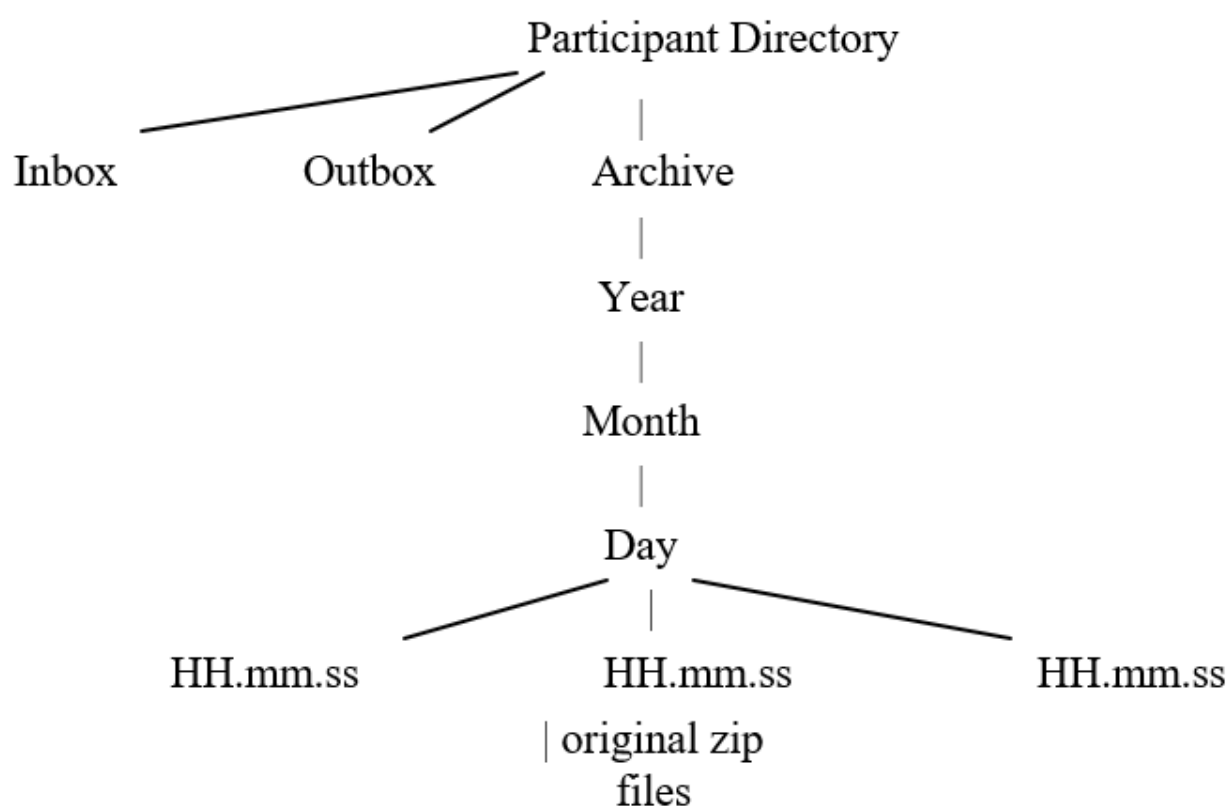 Participant Directory
Inbox Outbox Archive
Year
Month
Day
HH.mm.ss HH.mm.ss HH.mm.ss
original zip
files